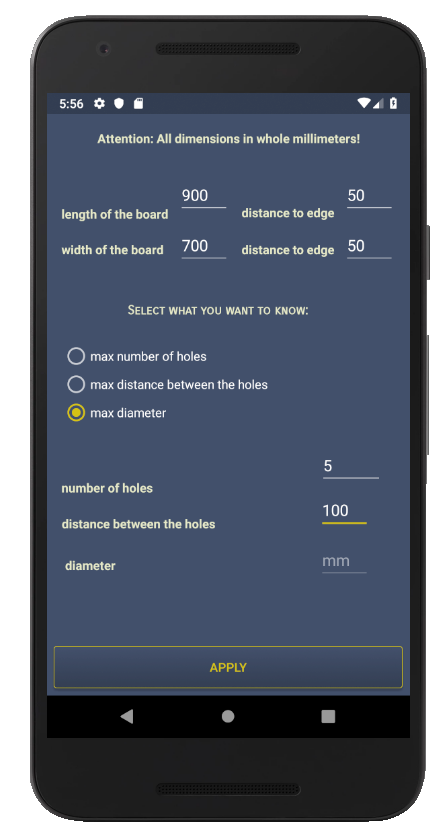 5:56
Attention: All dimensions in whole millimeters!
length of the board 900 distance to edge 50
width of the board 700 distance to edge 50
Select what you want to know:
max number of holes
max distance between the holes
max diameter
number of holes 5
distance between the holes 100
diameter mm
APPLY